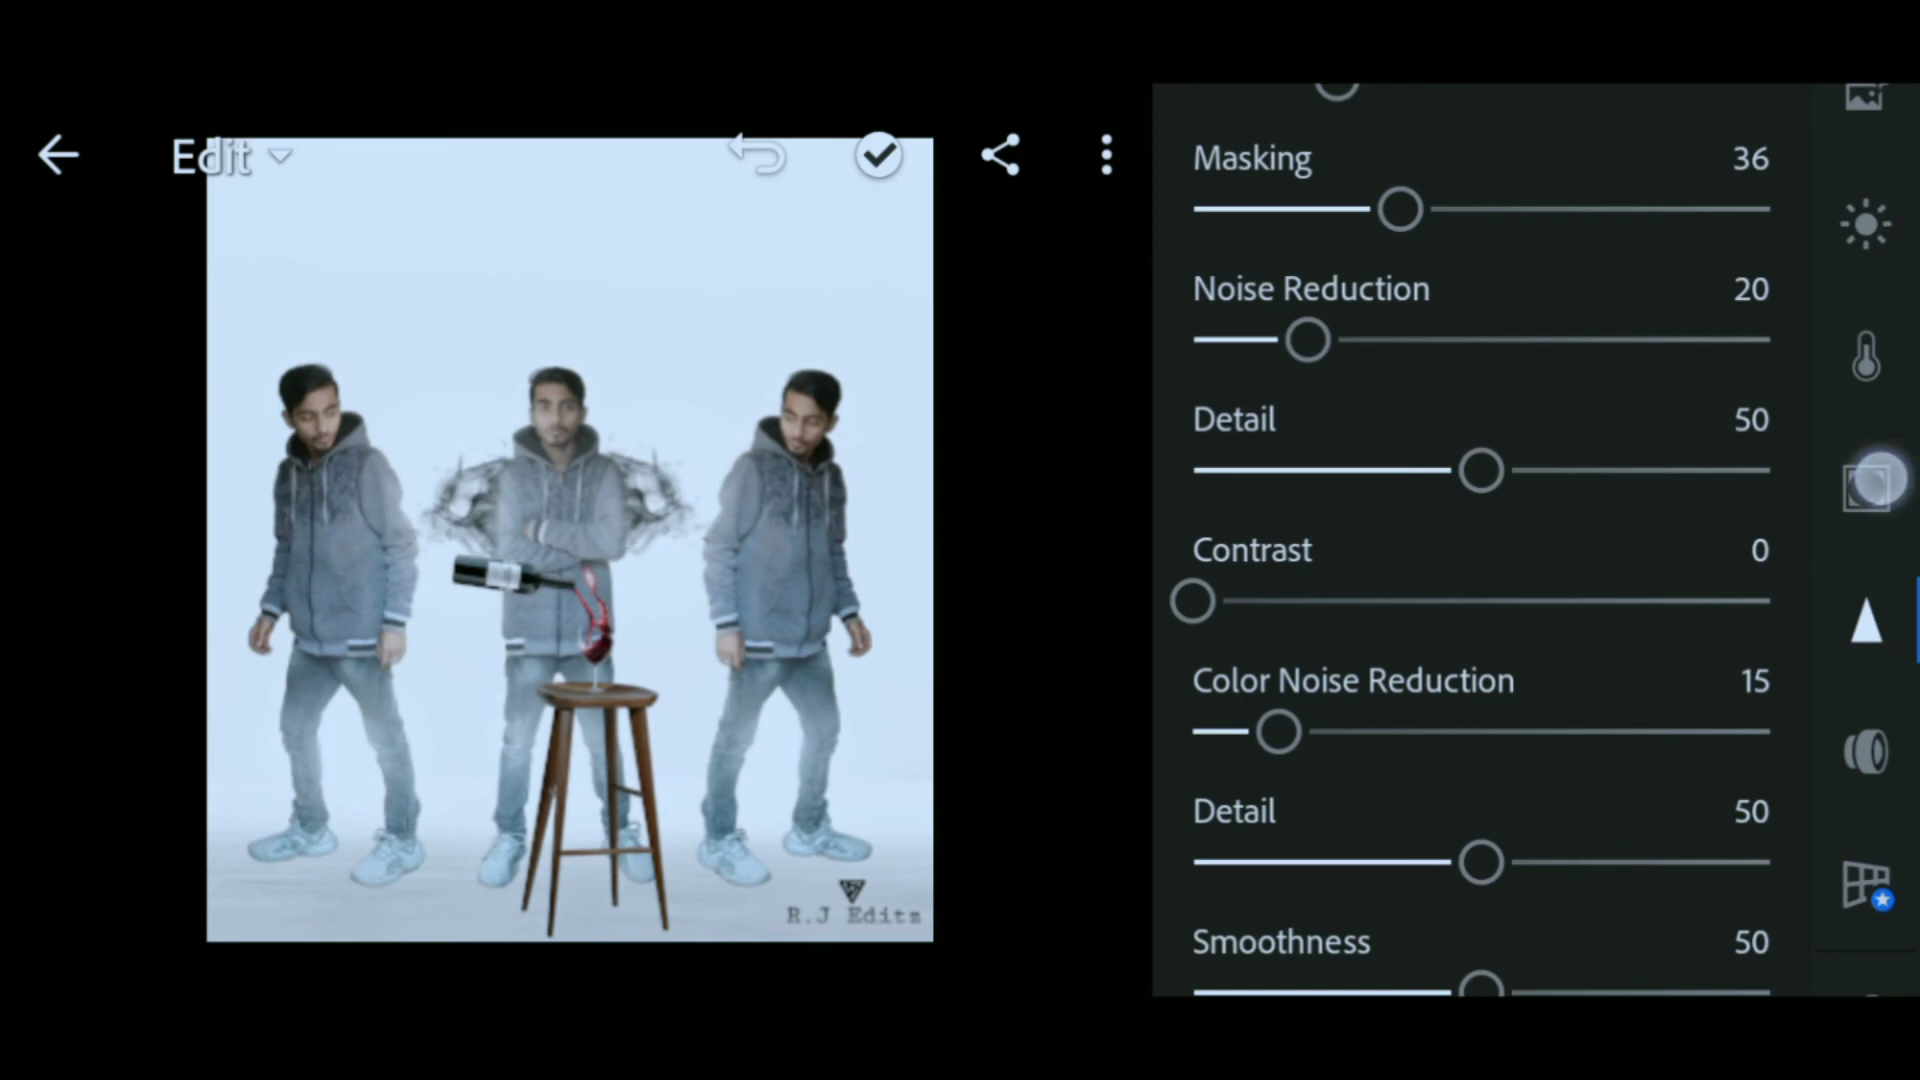 Edit
Masking 36
Noise Reduction 20
Detail 50
Contrast 0
Color Noise Reduction 15
Detail 50
Smoothness 50
R.J Edits